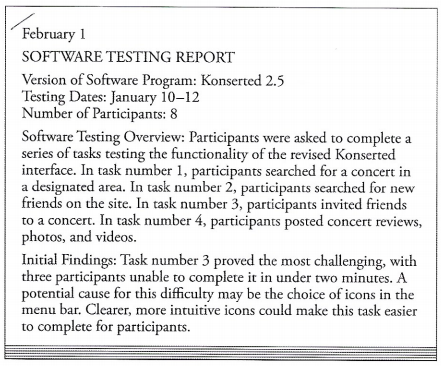 February 1
SOFTWARE TESTING REPORT
Version of Software Program: Konserted 2.5
Testing Dates: January 10–12
Number of Participants: 8
Software Testing Overview: Participants were asked to complete a
series of tasks testing the functionality of the revised Konserted
interface. In task number 1, participants searched for a concert in
a designated area. In task number 2, participants searched for new
friends on the site. In task number 3, participants invited friends
to a concert. In task number 4, participants posted concert reviews,
photos, and videos.
Initial Findings: Task number 3 proved the most challenging, with
three participants unable to complete it in under two minutes. A
potential cause for this difficulty may be the choice of icons in the
menu bar. Clearer, more intuitive icons could make this task easier
to complete for participants.